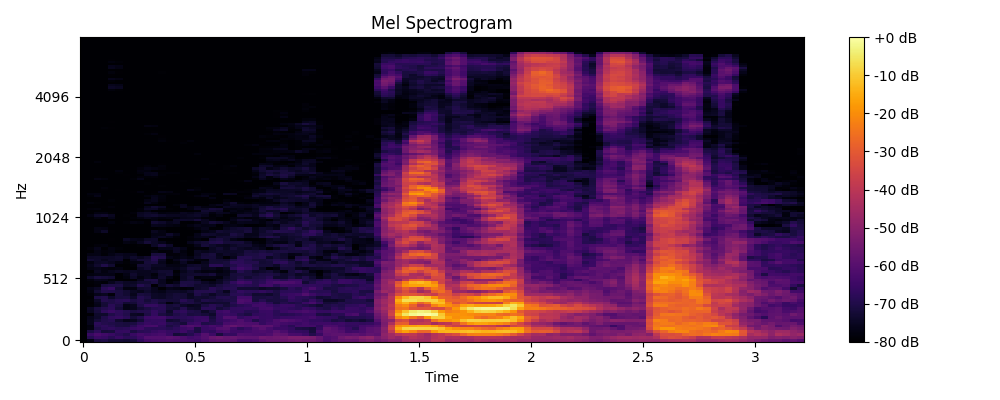 Mel Spectrogram
+0 dB
-10 dB
-20 dB
-30 dB
-40 dB
-50 dB
-60 dB
-70 dB
-80 dB
4096
2048
1024
512
0
Hz
0
0.5
1
1.5
2
2.5
3
Time